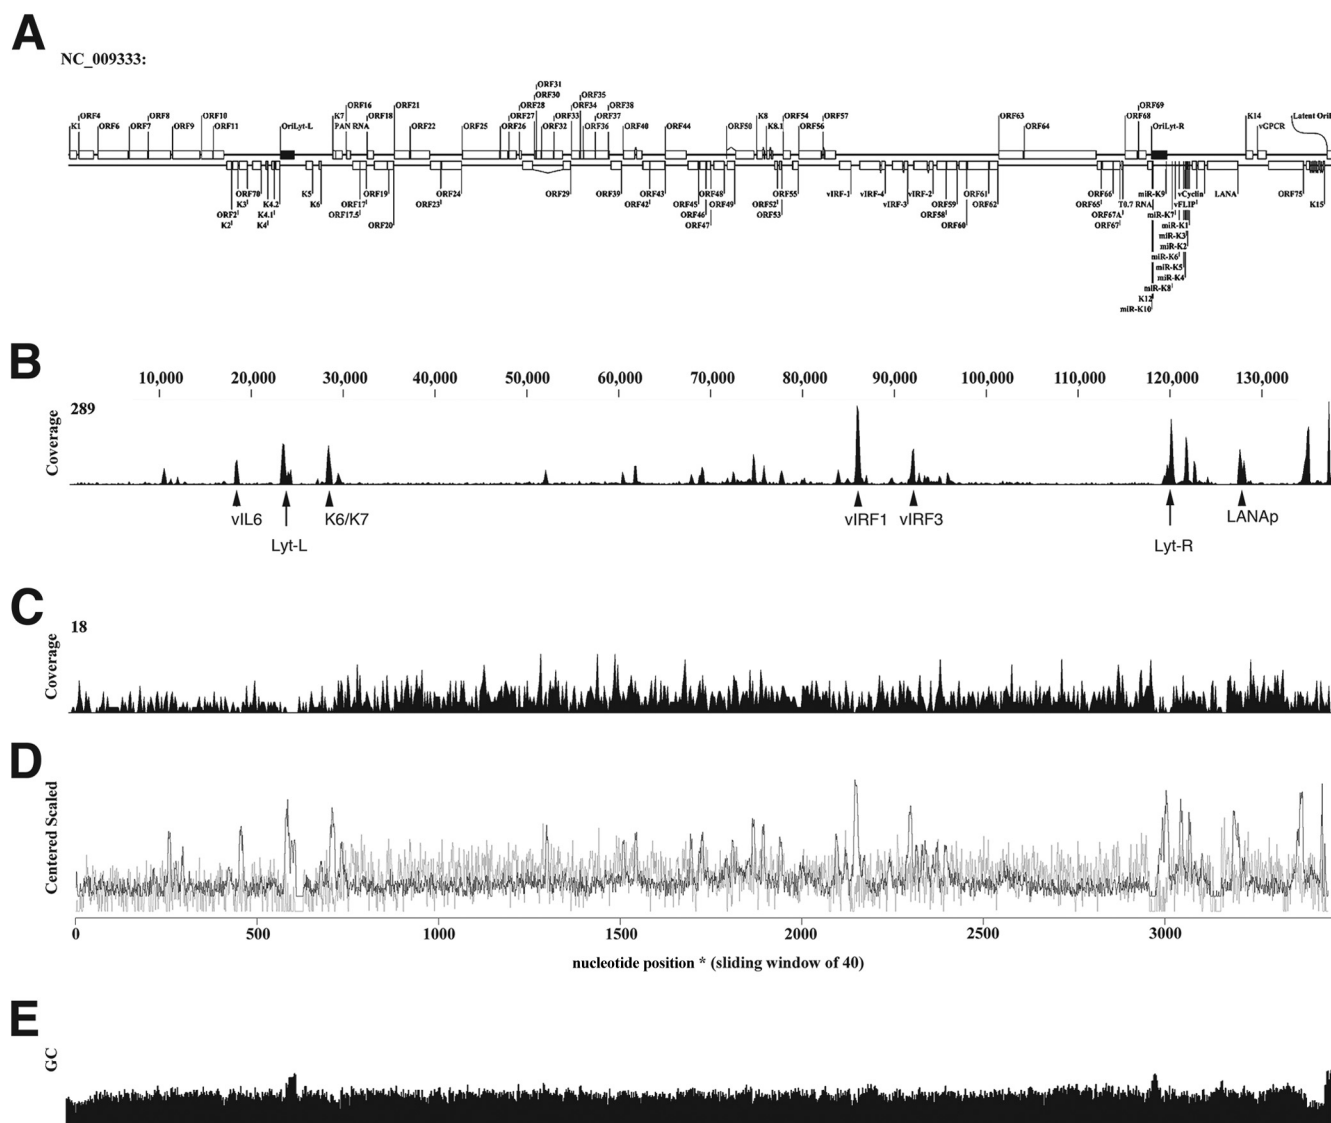 A
NC_009333:
ORF31
ORF30 ORF35
ORF4 ORF8 ORF16 ORF21 ORF28 ORF34 ORF38 ORF69
ORF10 K7 ORF18 ORF27 ORF33 ORF37 K8 ORF54 ORF57 ORF63 ORF68 K14 Latent Ori
K1 ORF6 ORF7 ORF9 ORF11 OriLyt-L PAN RNA ORF22 ORF25 ORF26 ORF32 ORF36 ORF40 ORF44 ORF50 K8.1 ORF56 ORF64 OriLyt-R vGPCR
ORF70 K4.2 K5 ORF19 ORF24 ORF29 ORF39 ORF43 ORF48 ORF55 vIRF-1 vIRF-4 vIRF-2 ORF61 ORF66 miR-K9 vCyclin LANA ORF75
K3 K4.1 K6 ORF17 ORF23 ORF42 ORF45 ORF49 ORF52 vIRF-3 ORF59 ORF62 ORF65 T0.7 RNA vFLIP K15
ORF2 ORF17.5 ORF46 ORF53 ORF58 ORF67A miR-K7
K2 K4 ORF20 ORF47 ORF60 ORF67 miR-K1
miR-K3
miR-K2
miR-K6
miR-K5
miR-K4
miR-K8
K12
miR-K10
B
10,000 20,000 30,000 40,000 50,000 60,000 70,000 80,000 90,000 100,000 110,000 120,000 130,000
289
Coverage
vIL6 K6/K7 vIRF1 vIRF3 LANAp
Lyt-L Lyt-R
C
18
Coverage
D
Centered Scaled
0 500 1000 1500 2000 2500 3000
nucleotide position * (sliding window of 40)
E
GC